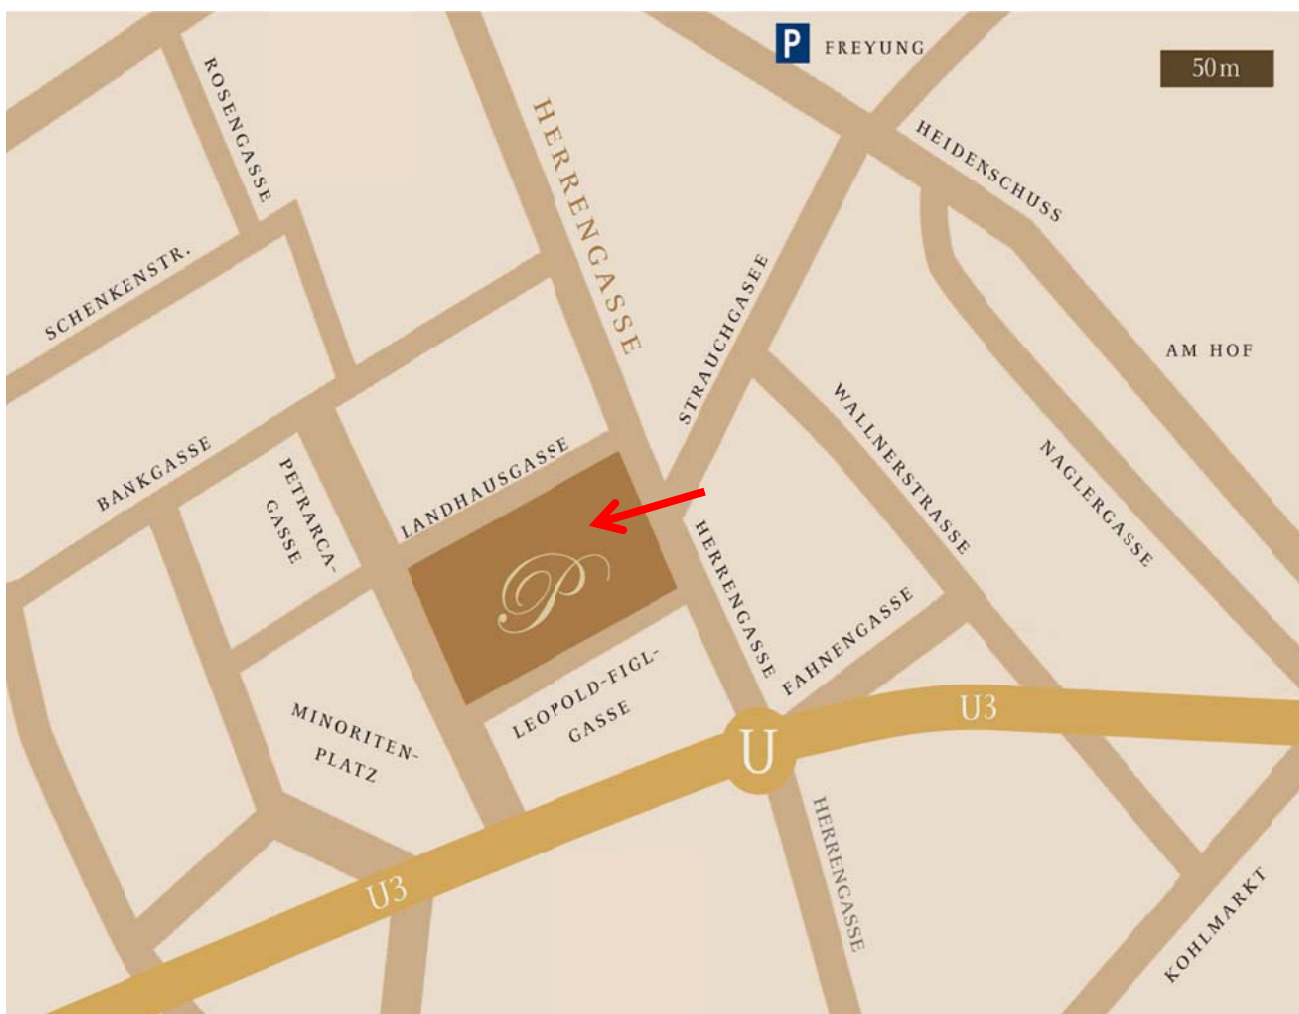 P FREYUNG
50m
ROSENGASSE
HERRENGASSE
HEIDENSCHUSS
SCHENKENSTR.
STRAUCHGASEE
AM HOF
BANKGASSE
PETRARCA-
GASSE
LANDHAUSGASSE
WALLNERSTRASSE
NAGLERGASSE
P
HERRENGASSE
FAHNENGASSE
LEOPOLD-FIGL-
GASSE
MINORITEN-
PLATZ
U3
U
U3
HERRENGASSE
KOHLMARKT